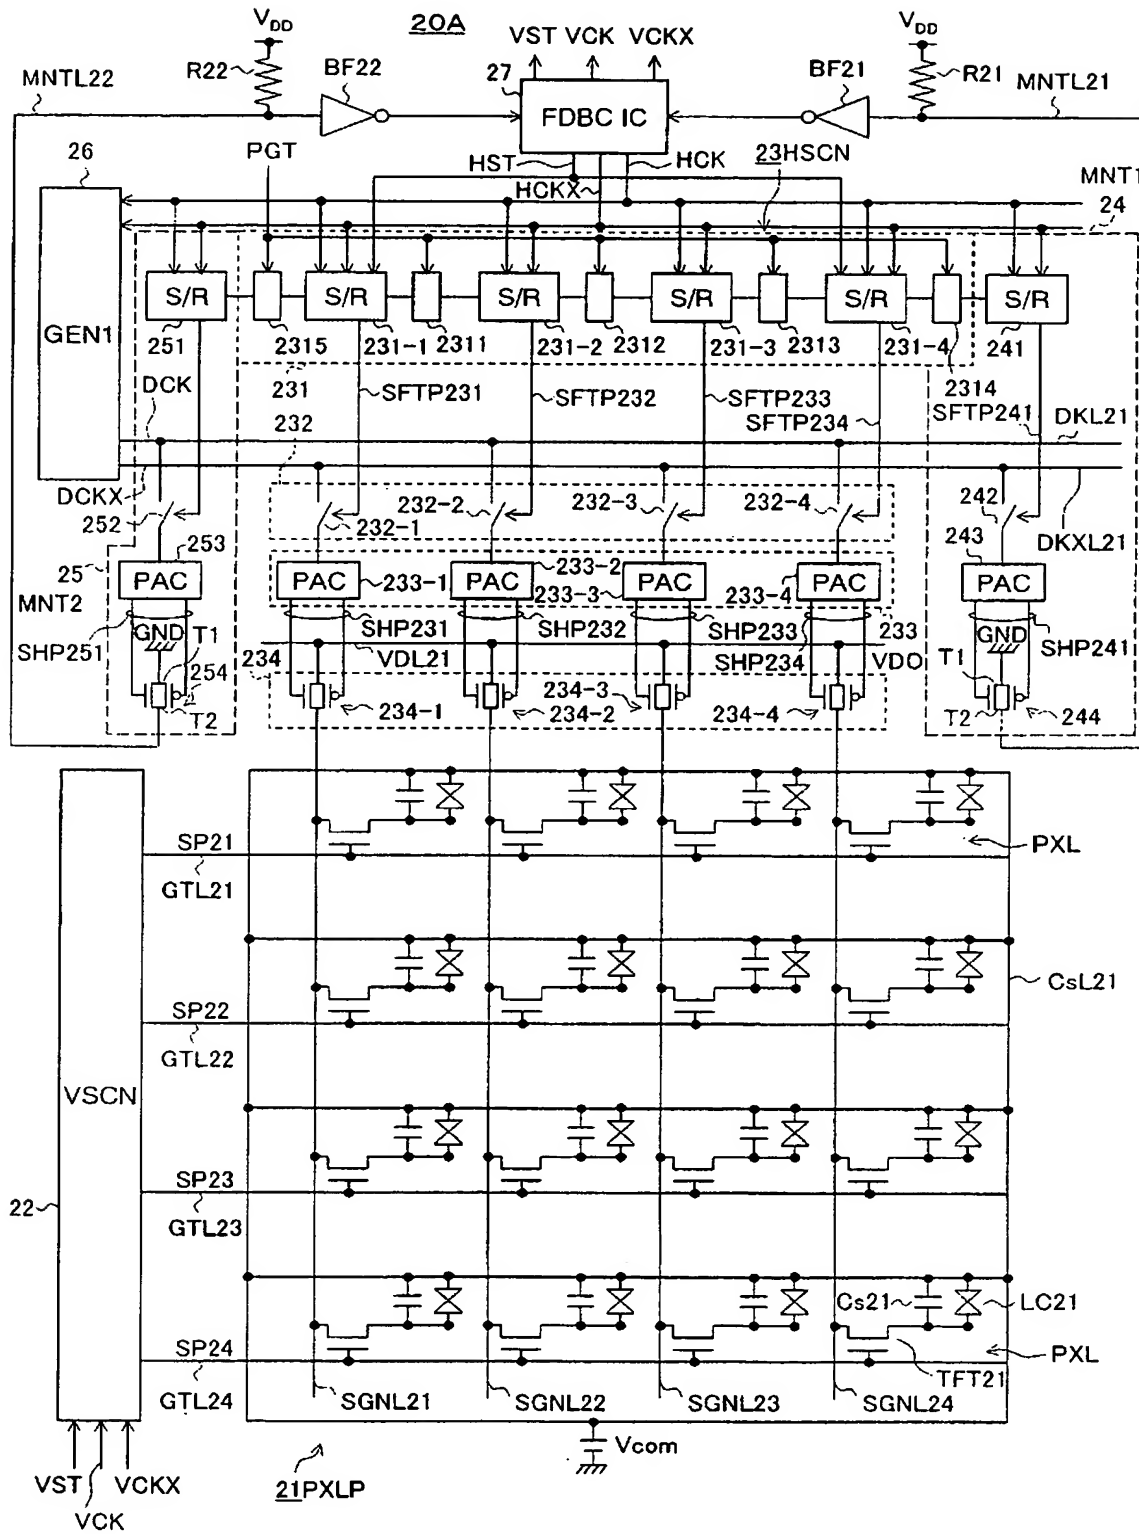 20A
VDD
VST VCK VCKX
VDD
R22
BF22
27
BF21
R21
MNTL22
MNTL21
FDBC IC
26
PGT
HST
HCK
23HSCN
HCKX
MNT1
24
GEN1
S/R
S/R
S/R
S/R
S/R
S/R
251
2315
231-1
2311
231-2
2312
231-3
2313
231-4
241
231
2314
DCK
SFTP231
SFTP232
SFTP233
SFTP234
SFTP241
DKL21
232
DCKX
252
232-1
232-2
232-3
232-4
242
DKXL21
253
243
25
PAC
PAC
233-1
PAC
233-2
233-3
PAC
233-4
PAC
PAC
MNT2
GND
T1
SHP231
SHP232
SHP233
SHP234
233
GND
SHP241
SHP251
VDL21
VDO
T1
234
254
T2
234-1
234-2
234-3
234-4
T2
244
SP21
GTL21
PXL
SP22
GTL22
CsL21
VSCN
22
SP23
GTL23
Cs21
LC21
SP24
GTL24
PXL
TFT21
SGNL21
SGNL22
SGNL23
SGNL24
Vcom
VST
VCKX
VCK
21PXLP